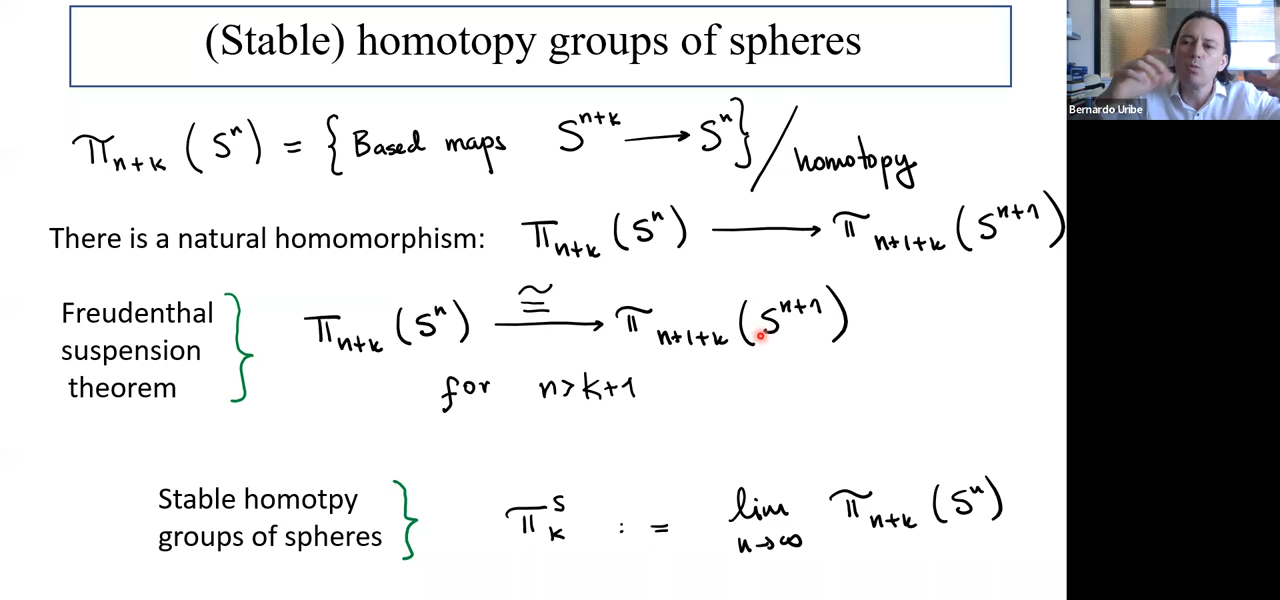 (Stable) homotopy groups of spheres
Bernardo Uribe
π_{n+k} (S^n) = { Based maps S^{n+k} ⟶ S^n } / homotopy
There is a natural homomorphism: π_{n+k} (S^n) ⟶ π_{n+1+k} (S^{n+1})
Freudenthal
suspension
theorem
π_{n+k} (S^n) ≅⟶ π_{n+1+k} (S^{n+1})
for n > k+1
Stable homotpy
groups of spheres
π_k^S := lim_{n→∞} π_{n+k} (S^n)